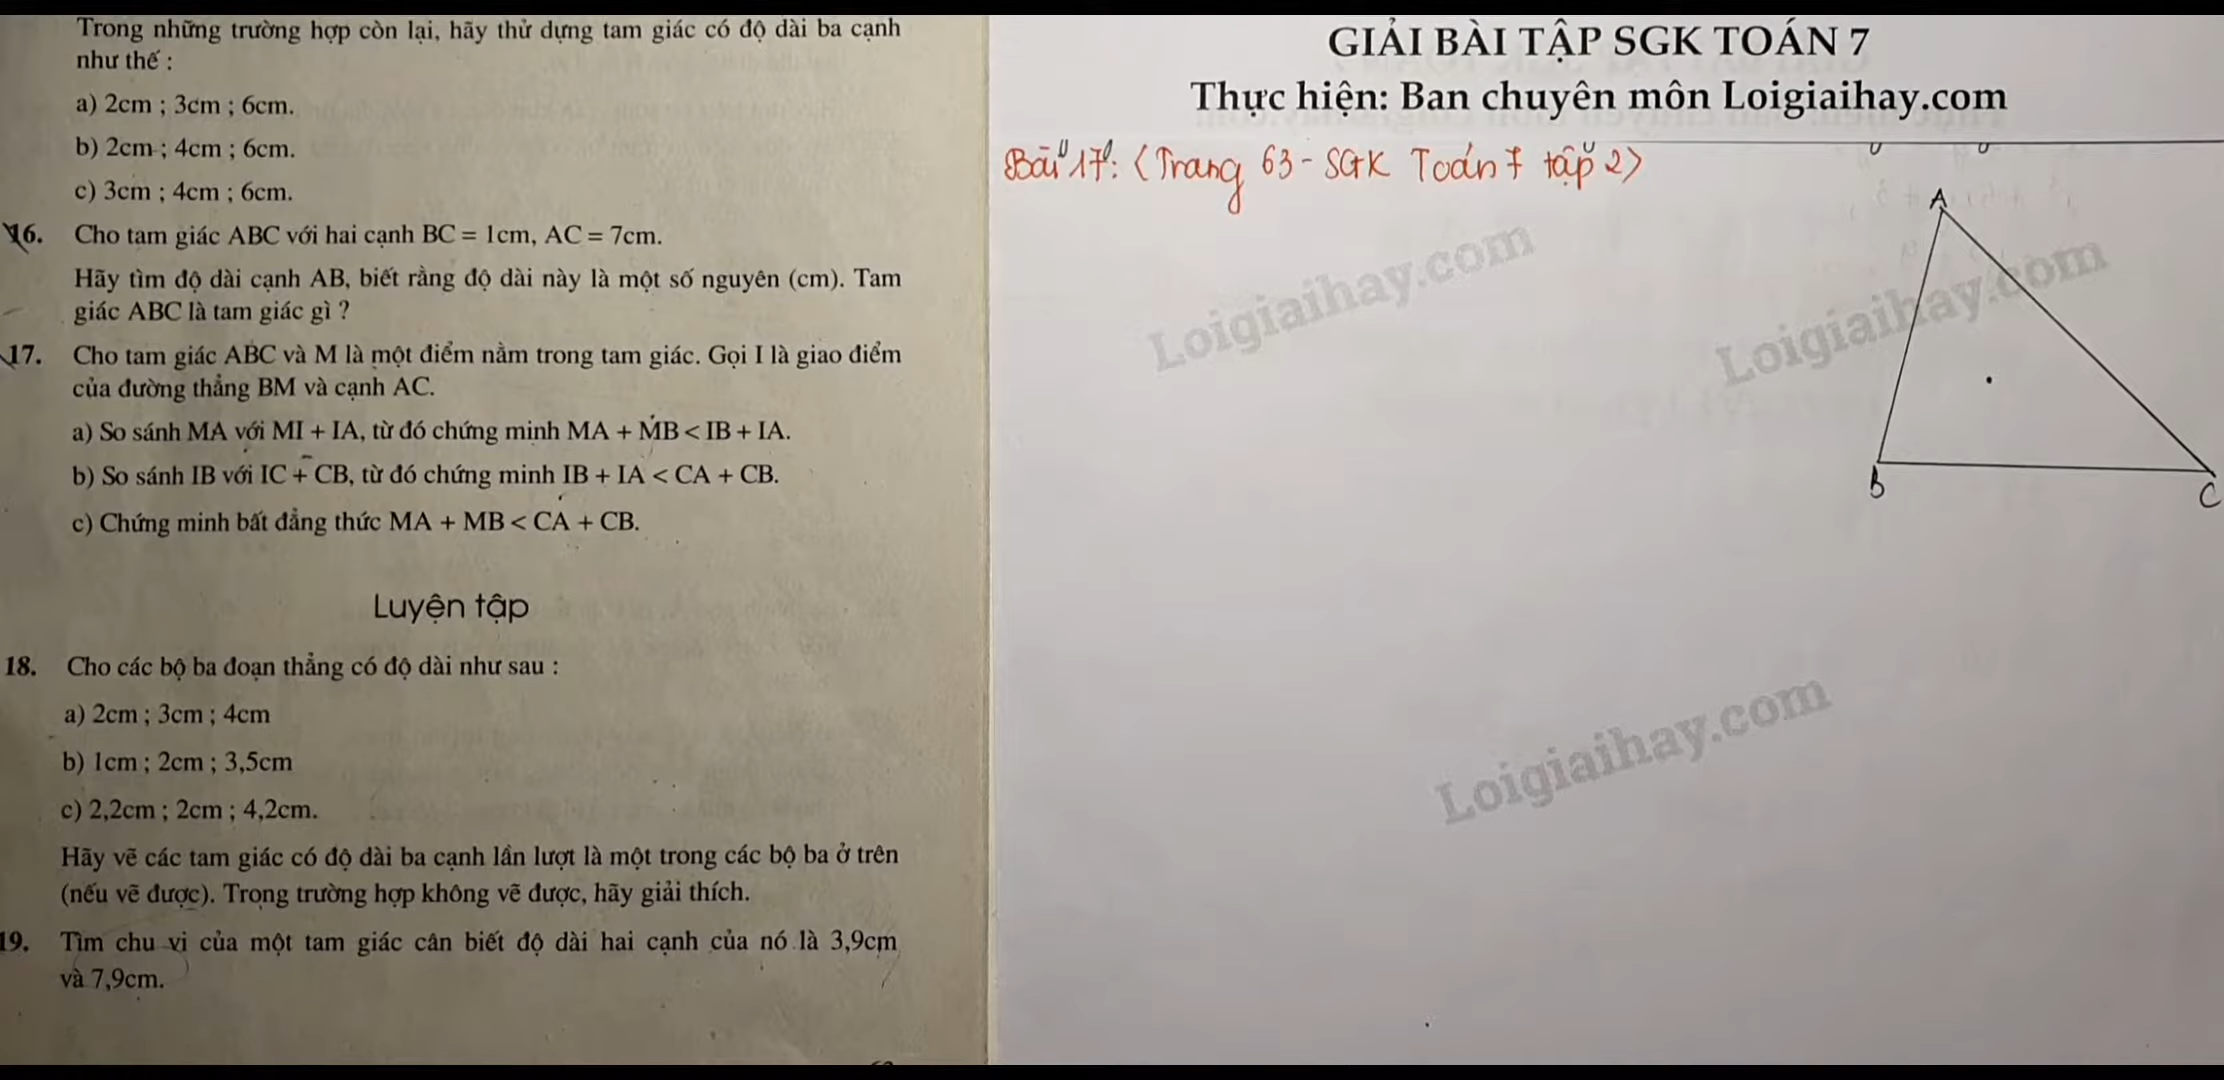 Trong những trường hợp còn lại, hãy thử dựng tam giác có độ dài ba cạnh
như thế :
a) 2cm ; 3cm ; 6cm.
b) 2cm ; 4cm ; 6cm.
c) 3cm ; 4cm ; 6cm.
16. Cho tam giác ABC với hai cạnh BC = 1cm, AC = 7cm.
Hãy tìm độ dài cạnh AB, biết rằng độ dài này là một số nguyên (cm). Tam
giác ABC là tam giác gì ?
17. Cho tam giác ABC và M là một điểm nằm trong tam giác. Gọi I là giao điểm
của đường thẳng BM và cạnh AC.
a) So sánh MA với MI + IA, từ đó chứng minh MA + MB < IB + IA.
b) So sánh IB với IC + CB, từ đó chứng minh IB + IA < CA + CB.
c) Chứng minh bất đẳng thức MA + MB < CA + CB.
Luyện tập
18. Cho các bộ ba đoạn thẳng có độ dài như sau :
a) 2cm ; 3cm ; 4cm
b) 1cm ; 2cm ; 3,5cm
c) 2,2cm ; 2cm ; 4,2cm.
Hãy vẽ các tam giác có độ dài ba cạnh lần lượt là một trong các bộ ba ở trên
(nếu vẽ được). Trong trường hợp không vẽ được, hãy giải thích.
19. Tìm chu vi của một tam giác cân biết độ dài hai cạnh của nó là 3,9cm
và 7,9cm.
GIẢI BÀI TẬP SGK TOÁN 7
Thực hiện: Ban chuyên môn Loigiaihay.com
Bài 17: (Trang 63 - SGK Toán 7 tập 2)
A
B
C
Loigiaihay.com
Loigiaihay.com
Loigiaihay.com